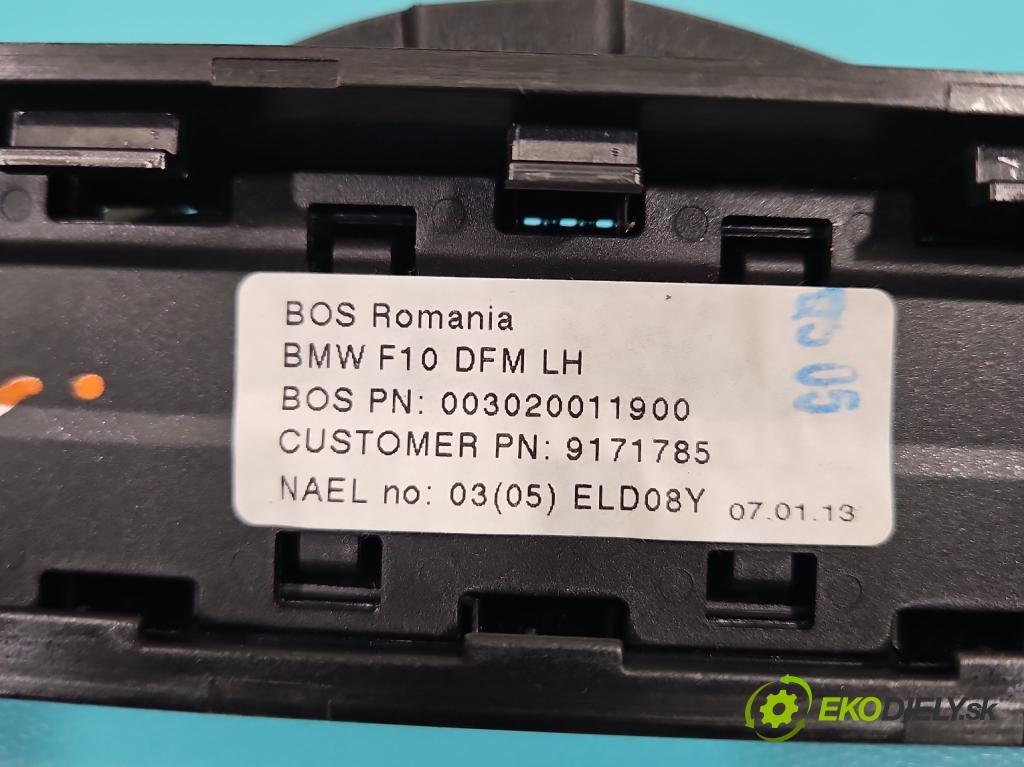 BOS Romania
BMW F10 DFM LH
BOS PN: 003020011900
CUSTOMER PN: 9171785
NAEL no: 03(05) ELD08Y 07.01.13
05
EKODIELY.sk